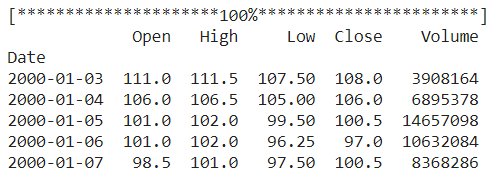 [*********************100%***********************]
Open High Low Close Volume
Date
2000-01-03 111.0 111.5 107.50 108.0 3908164
2000-01-04 106.0 106.5 105.00 106.0 6895378
2000-01-05 101.0 102.0 99.50 100.5 14657098
2000-01-06 101.0 102.0 96.25 97.0 10632084
2000-01-07 98.5 101.0 97.50 100.5 8368286